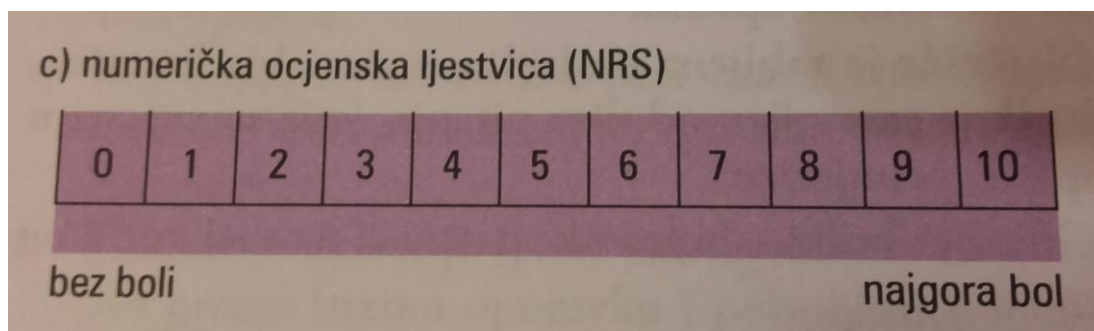 c) numerička ocjenska ljestvica (NRS)
0 1 2 3 4 5 6 7 8 9 10
bez boli najgora bol